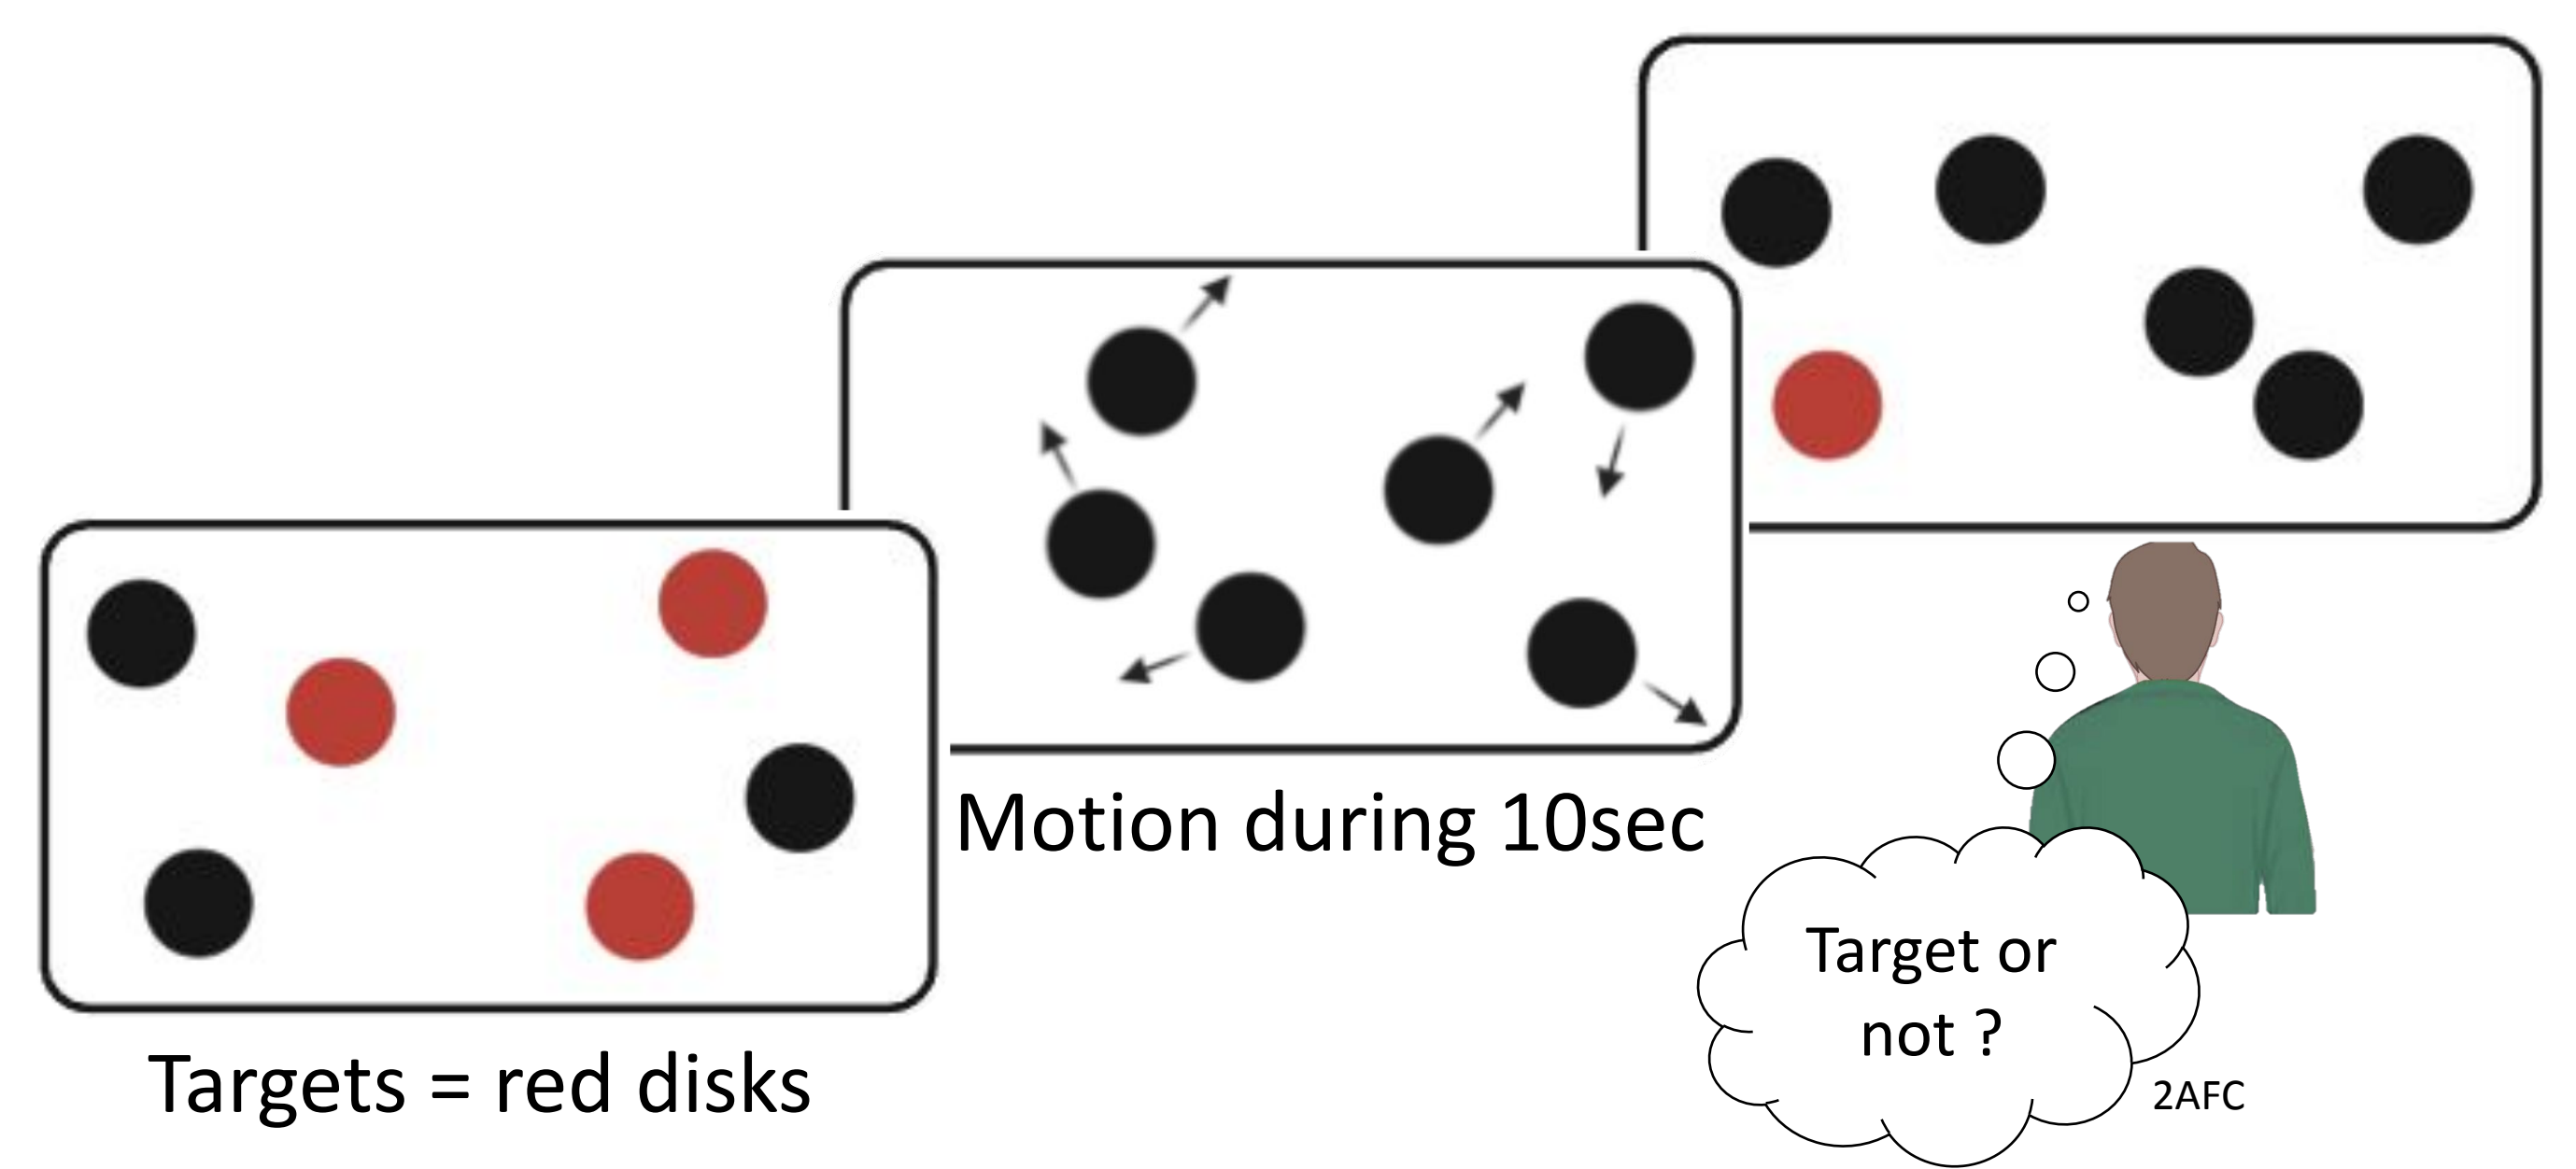 Targets = red disks
Motion during 10sec
Target or
not ?
2AFC